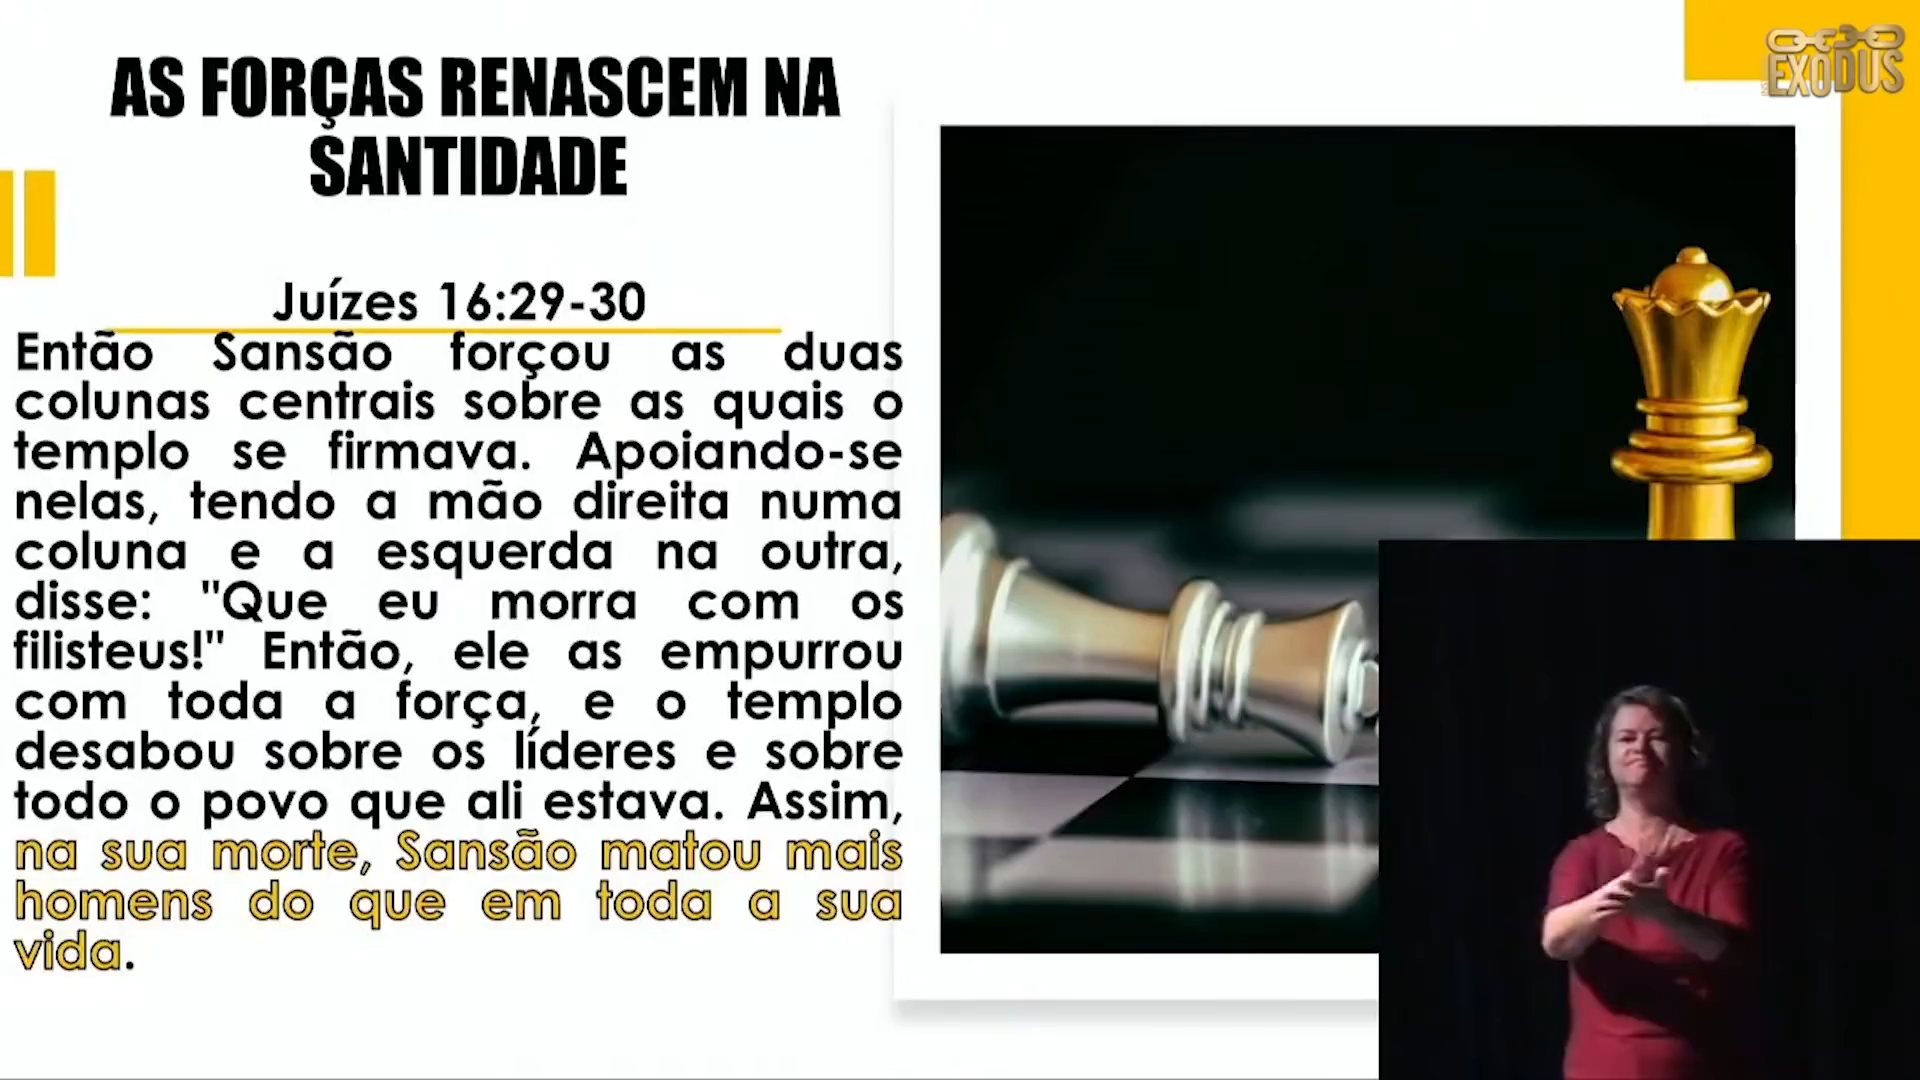 AS FORÇAS RENASCEM NA
SANTIDADE
EXODUS
Juízes 16:29-30
Então Sansão forçou as duas
colunas centrais sobre as quais o
templo se firmava. Apoiando-se
nelas, tendo a mão direita numa
coluna e a esquerda na outra,
disse: "Que eu morra com os
filisteus!" Então, ele as empurrou
com toda a força, e o templo
desabou sobre os líderes e sobre
todo o povo que ali estava. Assim,
na sua morte, Sansão matou mais
homens do que em toda a sua
vida.